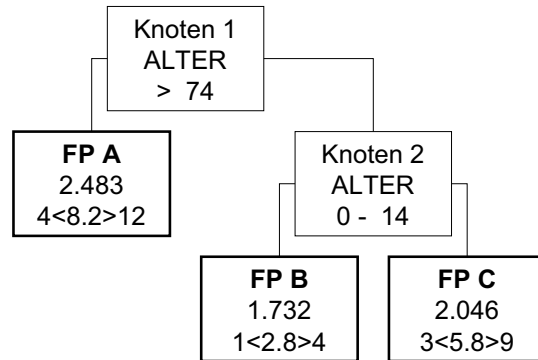 Knoten 1
ALTER
> 74
FP A
2.483
4<8.2>12
Knoten 2
ALTER
0 - 14
FP B
1.732
1<2.8>4
FP C
2.046
3<5.8>9